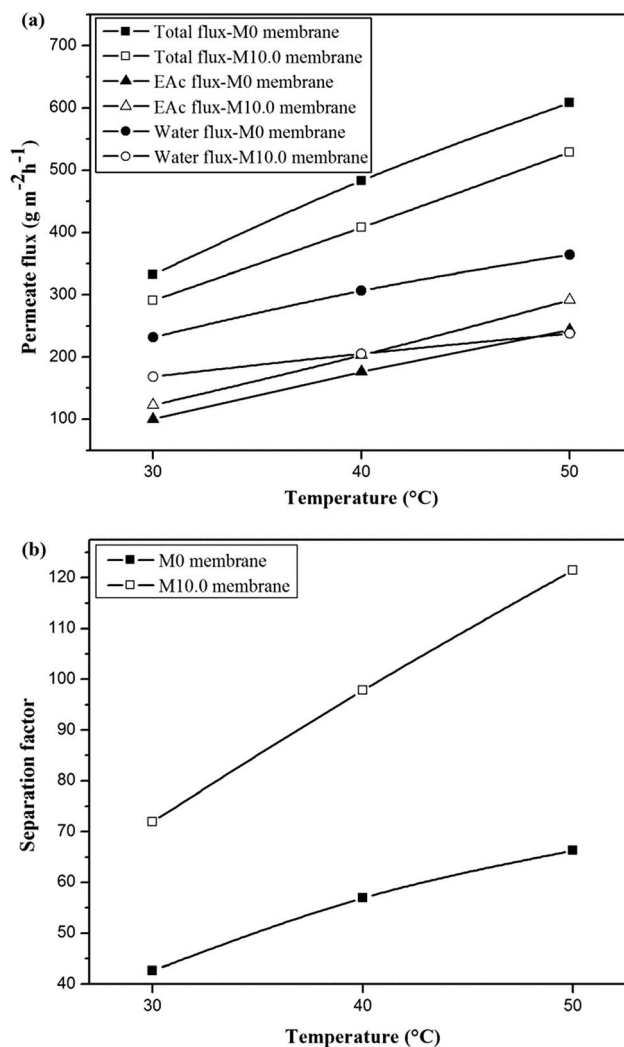 (a)
Total flux-M0 membrane
Total flux-M10.0 membrane
EAc flux-M0 membrane
EAc flux-M10.0 membrane
Water flux-M0 membrane
Water flux-M10.0 membrane
Permeate flux (g m⁻²h⁻¹)
700
600
500
400
300
200
100
30
40
50
Temperature (°C)
(b)
M0 membrane
M10.0 membrane
Separation factor
120
110
100
90
80
70
60
50
40
30
40
50
Temperature (°C)